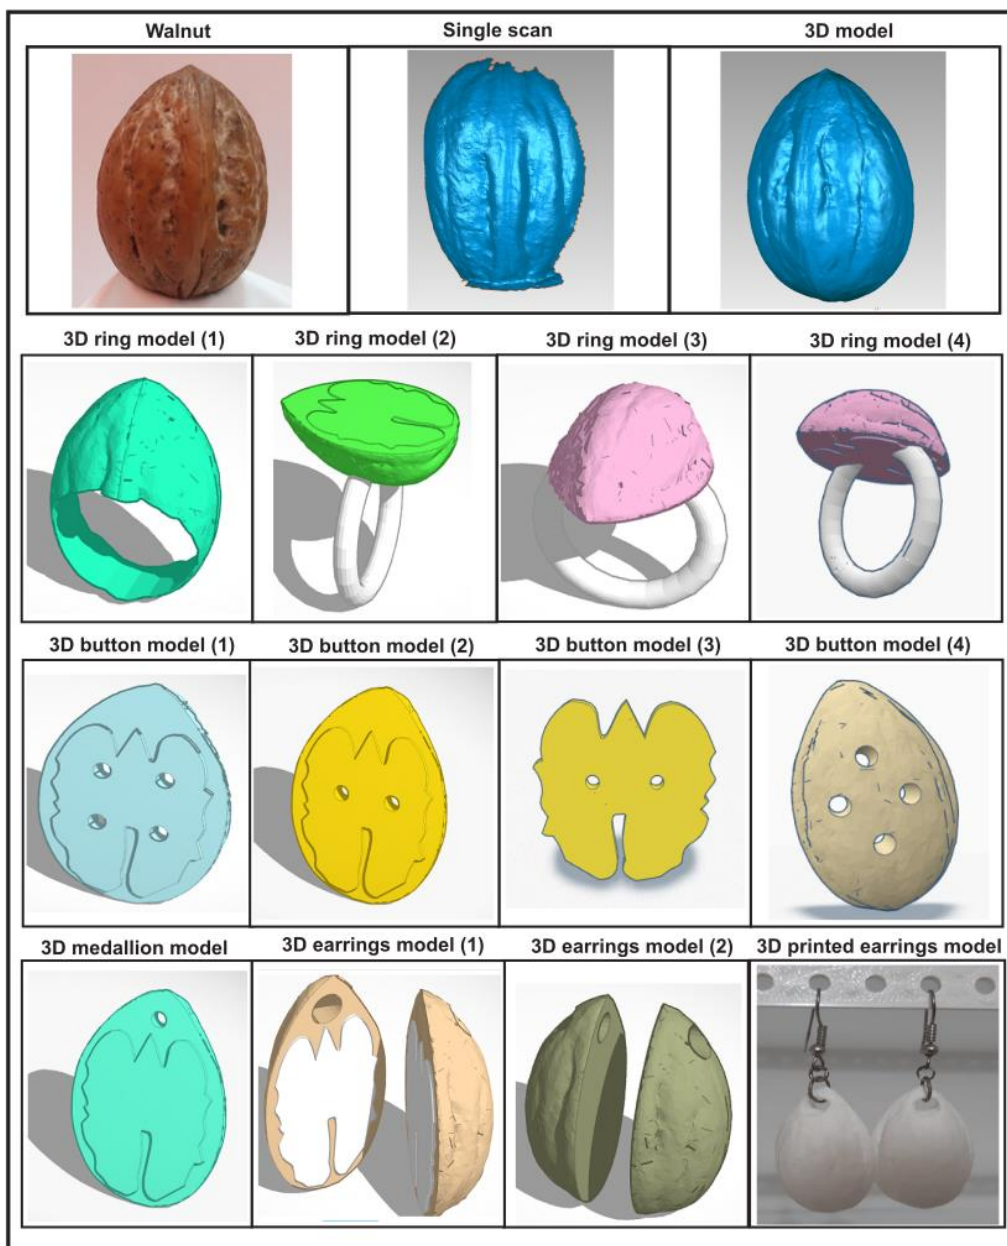 Walnut
Single scan
3D model
3D ring model (1)
3D ring model (2)
3D ring model (3)
3D ring model (4)
3D button model (1)
3D button model (2)
3D button model (3)
3D button model (4)
3D medallion model
3D earrings model (1)
3D earrings model (2)
3D printed earrings model